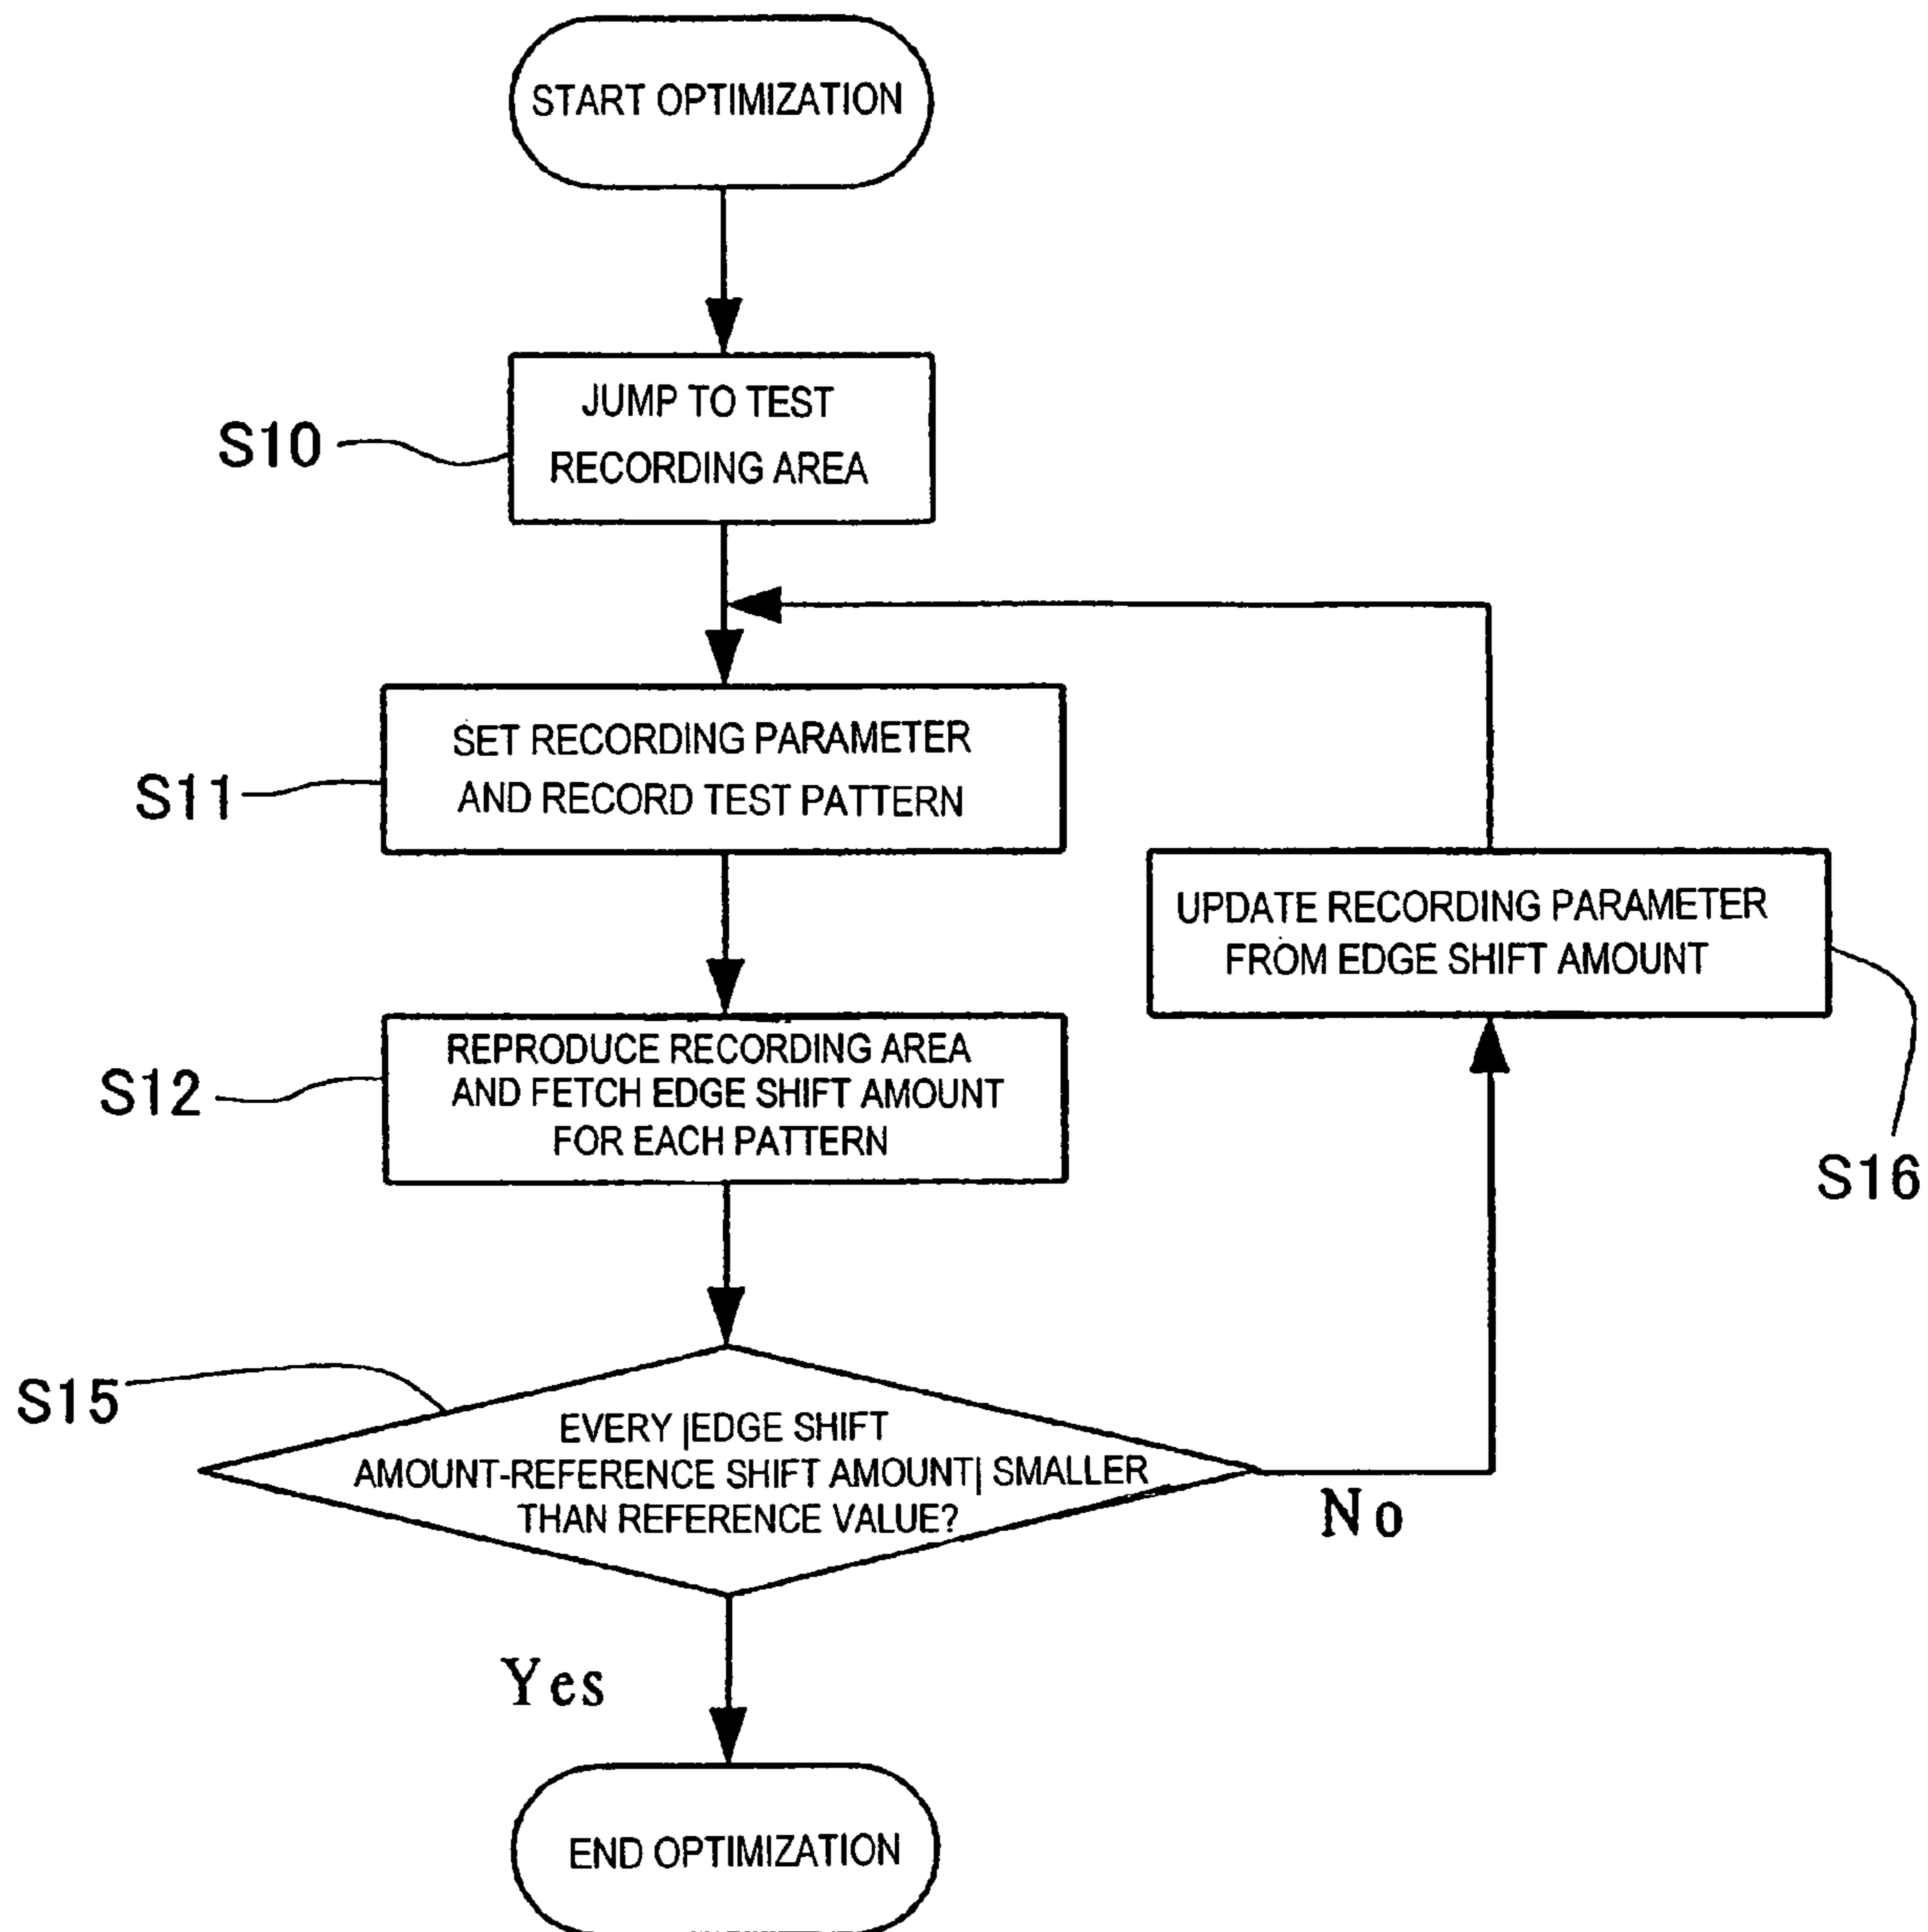 START OPTIMIZATION
JUMP TO TEST
RECORDING AREA
S10
SET RECORDING PARAMETER
AND RECORD TEST PATTERN
S11
UPDATE RECORDING PARAMETER
FROM EDGE SHIFT AMOUNT
S16
REPRODUCE RECORDING AREA
AND FETCH EDGE SHIFT AMOUNT
FOR EACH PATTERN
S12
S15
EVERY |EDGE SHIFT
AMOUNT-REFERENCE SHIFT AMOUNT| SMALLER
THAN REFERENCE VALUE?
No
Yes
END OPTIMIZATION